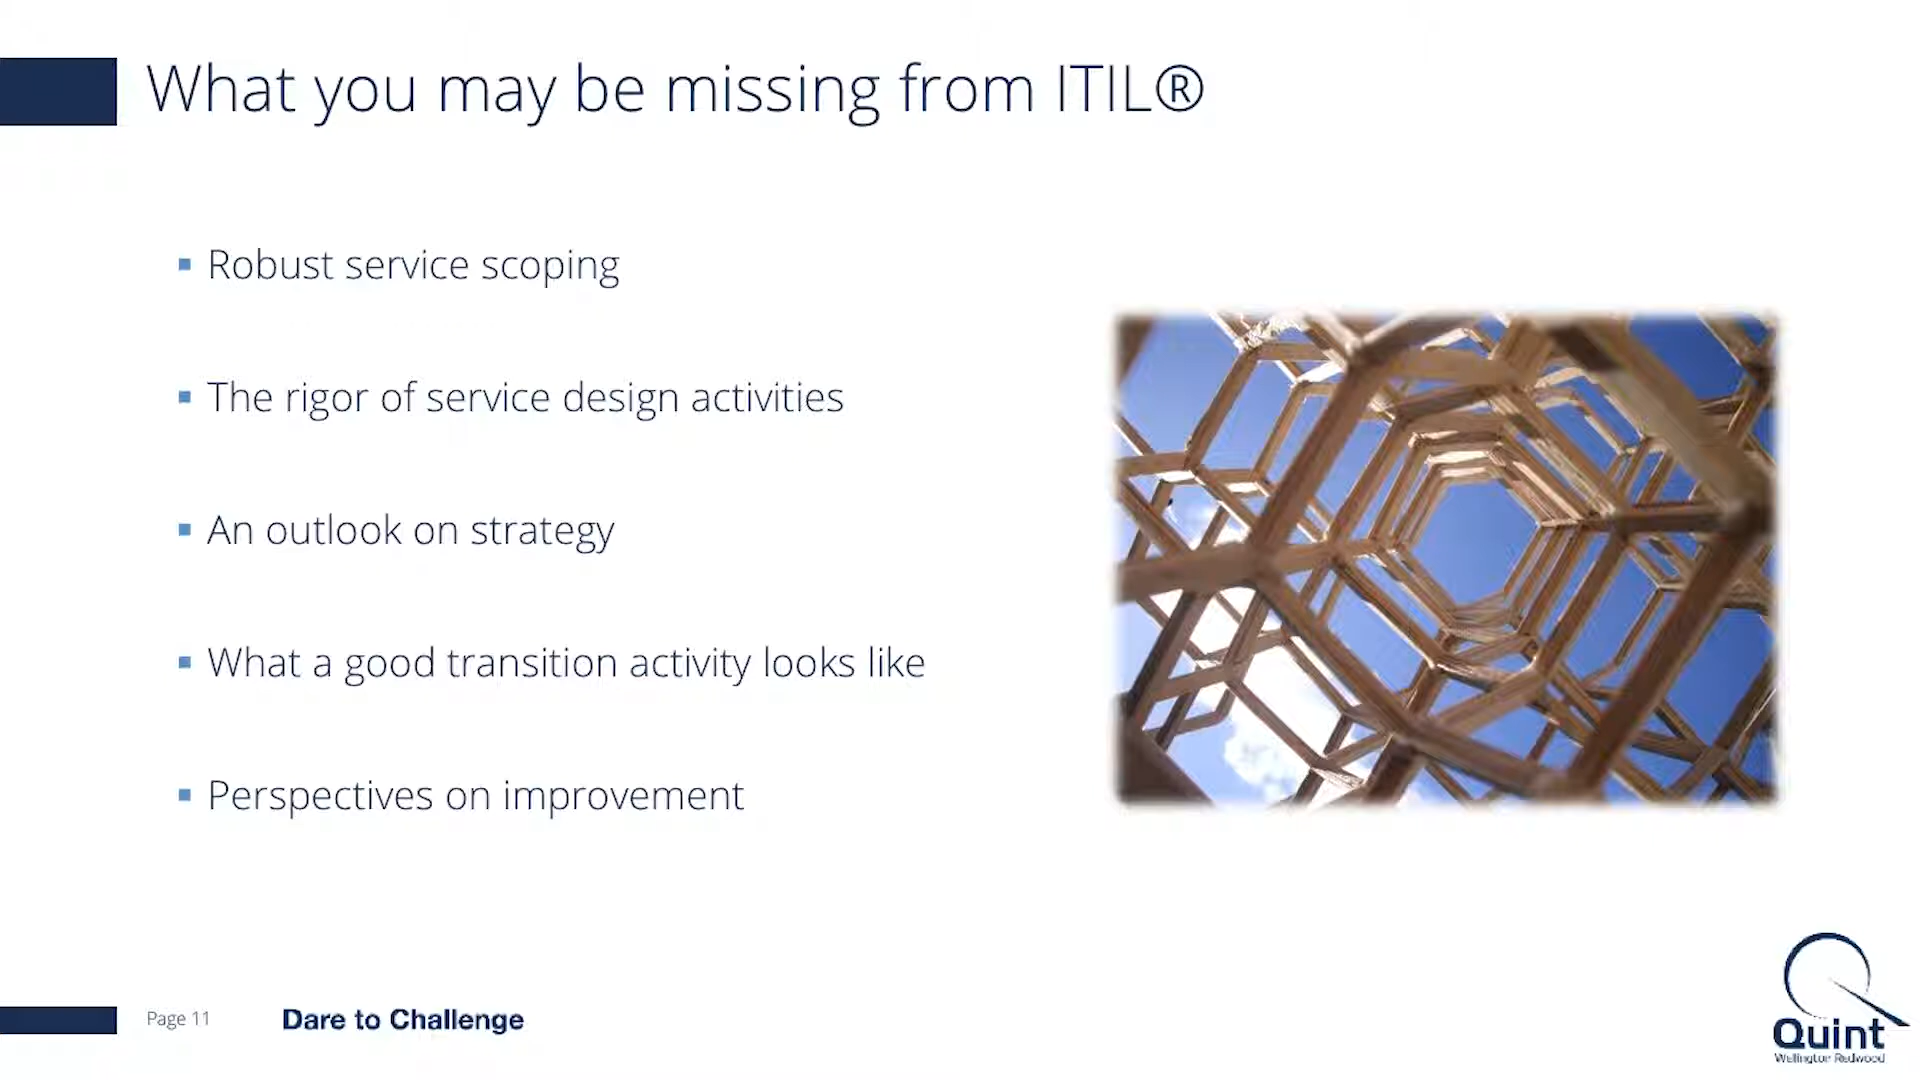 What you may be missing from ITIL®
Robust service scoping
The rigor of service design activities
An outlook on strategy
What a good transition activity looks like
Perspectives on improvement
Page 11
Dare to Challenge
Quint
Wellington Redwood